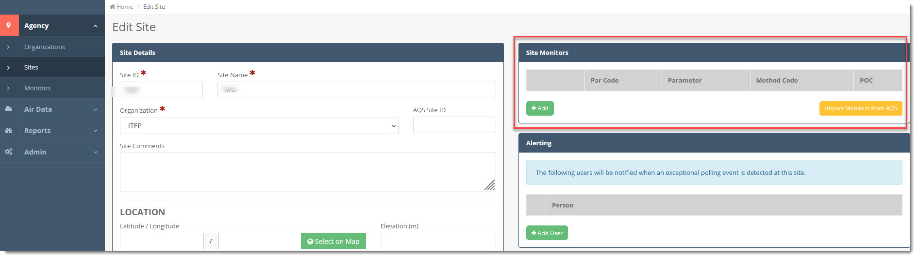 Home / Edit Site
Agency
Organizations
Sites
Monitors
Air Data
Reports
Admin
Edit Site
Site Details
Site ID * Site Name *
Organization * AQS Site ID
ITEP
Site Comments
LOCATION
Latitude / Longitude Elevation (m)
/ Select on Map
Site Monitors
Par Code Parameter Method Code POC
+ Add Import Monitors from AQS
Alerting
The following users will be notified when an exceptional polling event is detected at this site.
Person
+ Add User